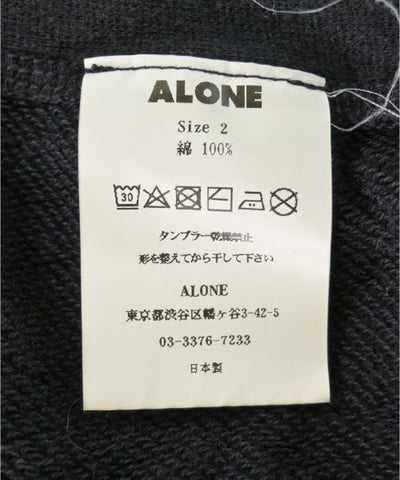 ALONE
Size 2
綿 100%
30
タンブラー乾燥禁止
形を整えてから干して下さい
ALONE
東京都渋谷区幡ヶ谷3-42-5
03-3376-7233
日本製